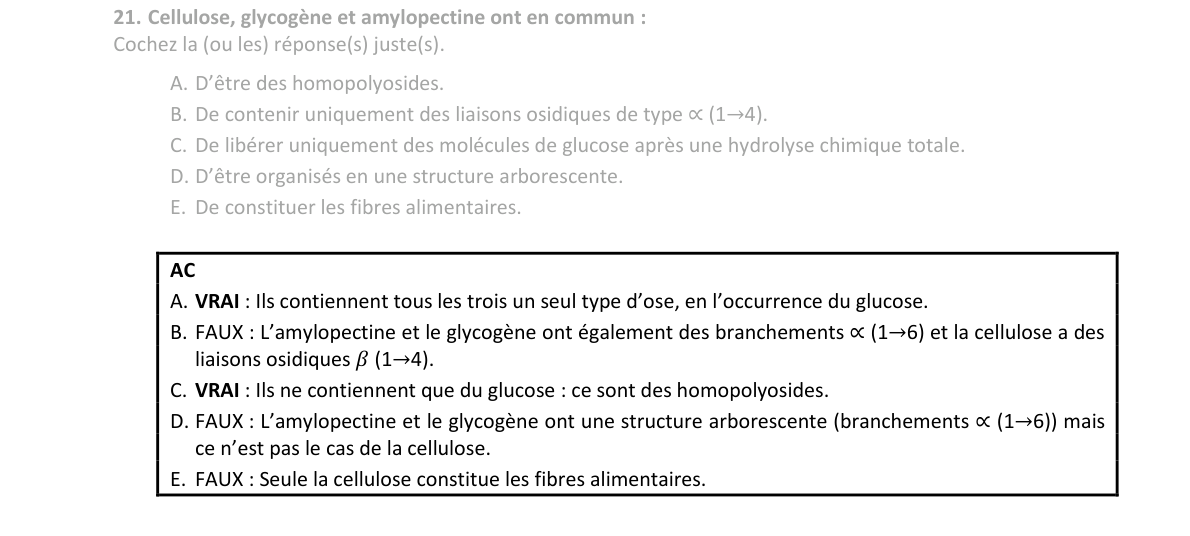 21. Cellulose, glycogène et amylopectine ont en commun :
Cochez la (ou les) réponse(s) juste(s).
A. D’être des homopolyosides.
B. De contenir uniquement des liaisons osidiques de type ∝ (1→4).
C. De libérer uniquement des molécules de glucose après une hydrolyse chimique totale.
D. D’être organisés en une structure arborescente.
E. De constituer les fibres alimentaires.
AC
A. VRAI : Ils contiennent tous les trois un seul type d’ose, en l’occurrence du glucose.
B. FAUX : L’amylopectine et le glycogène ont également des branchements ∝ (1→6) et la cellulose a des
liaisons osidiques β (1→4).
C. VRAI : Ils ne contiennent que du glucose : ce sont des homopolyosides.
D. FAUX : L’amylopectine et le glycogène ont une structure arborescente (branchements ∝ (1→6)) mais
ce n’est pas le cas de la cellulose.
E. FAUX : Seule la cellulose constitue les fibres alimentaires.